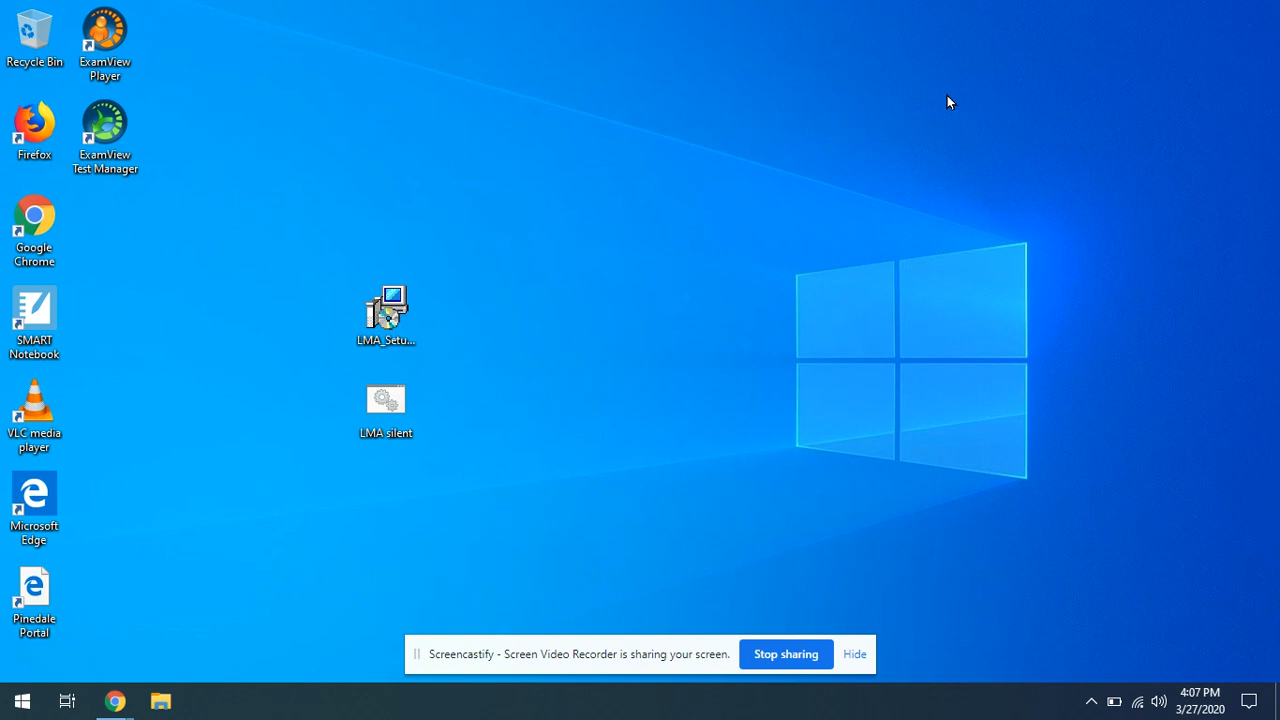 Recycle Bin
ExamView
Player
Firefox
ExamView
Test Manager
Google
Chrome
SMART
Notebook
LMA_Setu...
VLC media
player
LMA silent
Microsoft
Edge
Pinedale
Portal
Screencastify - Screen Video Recorder is sharing your screen.
Stop sharing
Hide
4:07 PM
3/27/2020